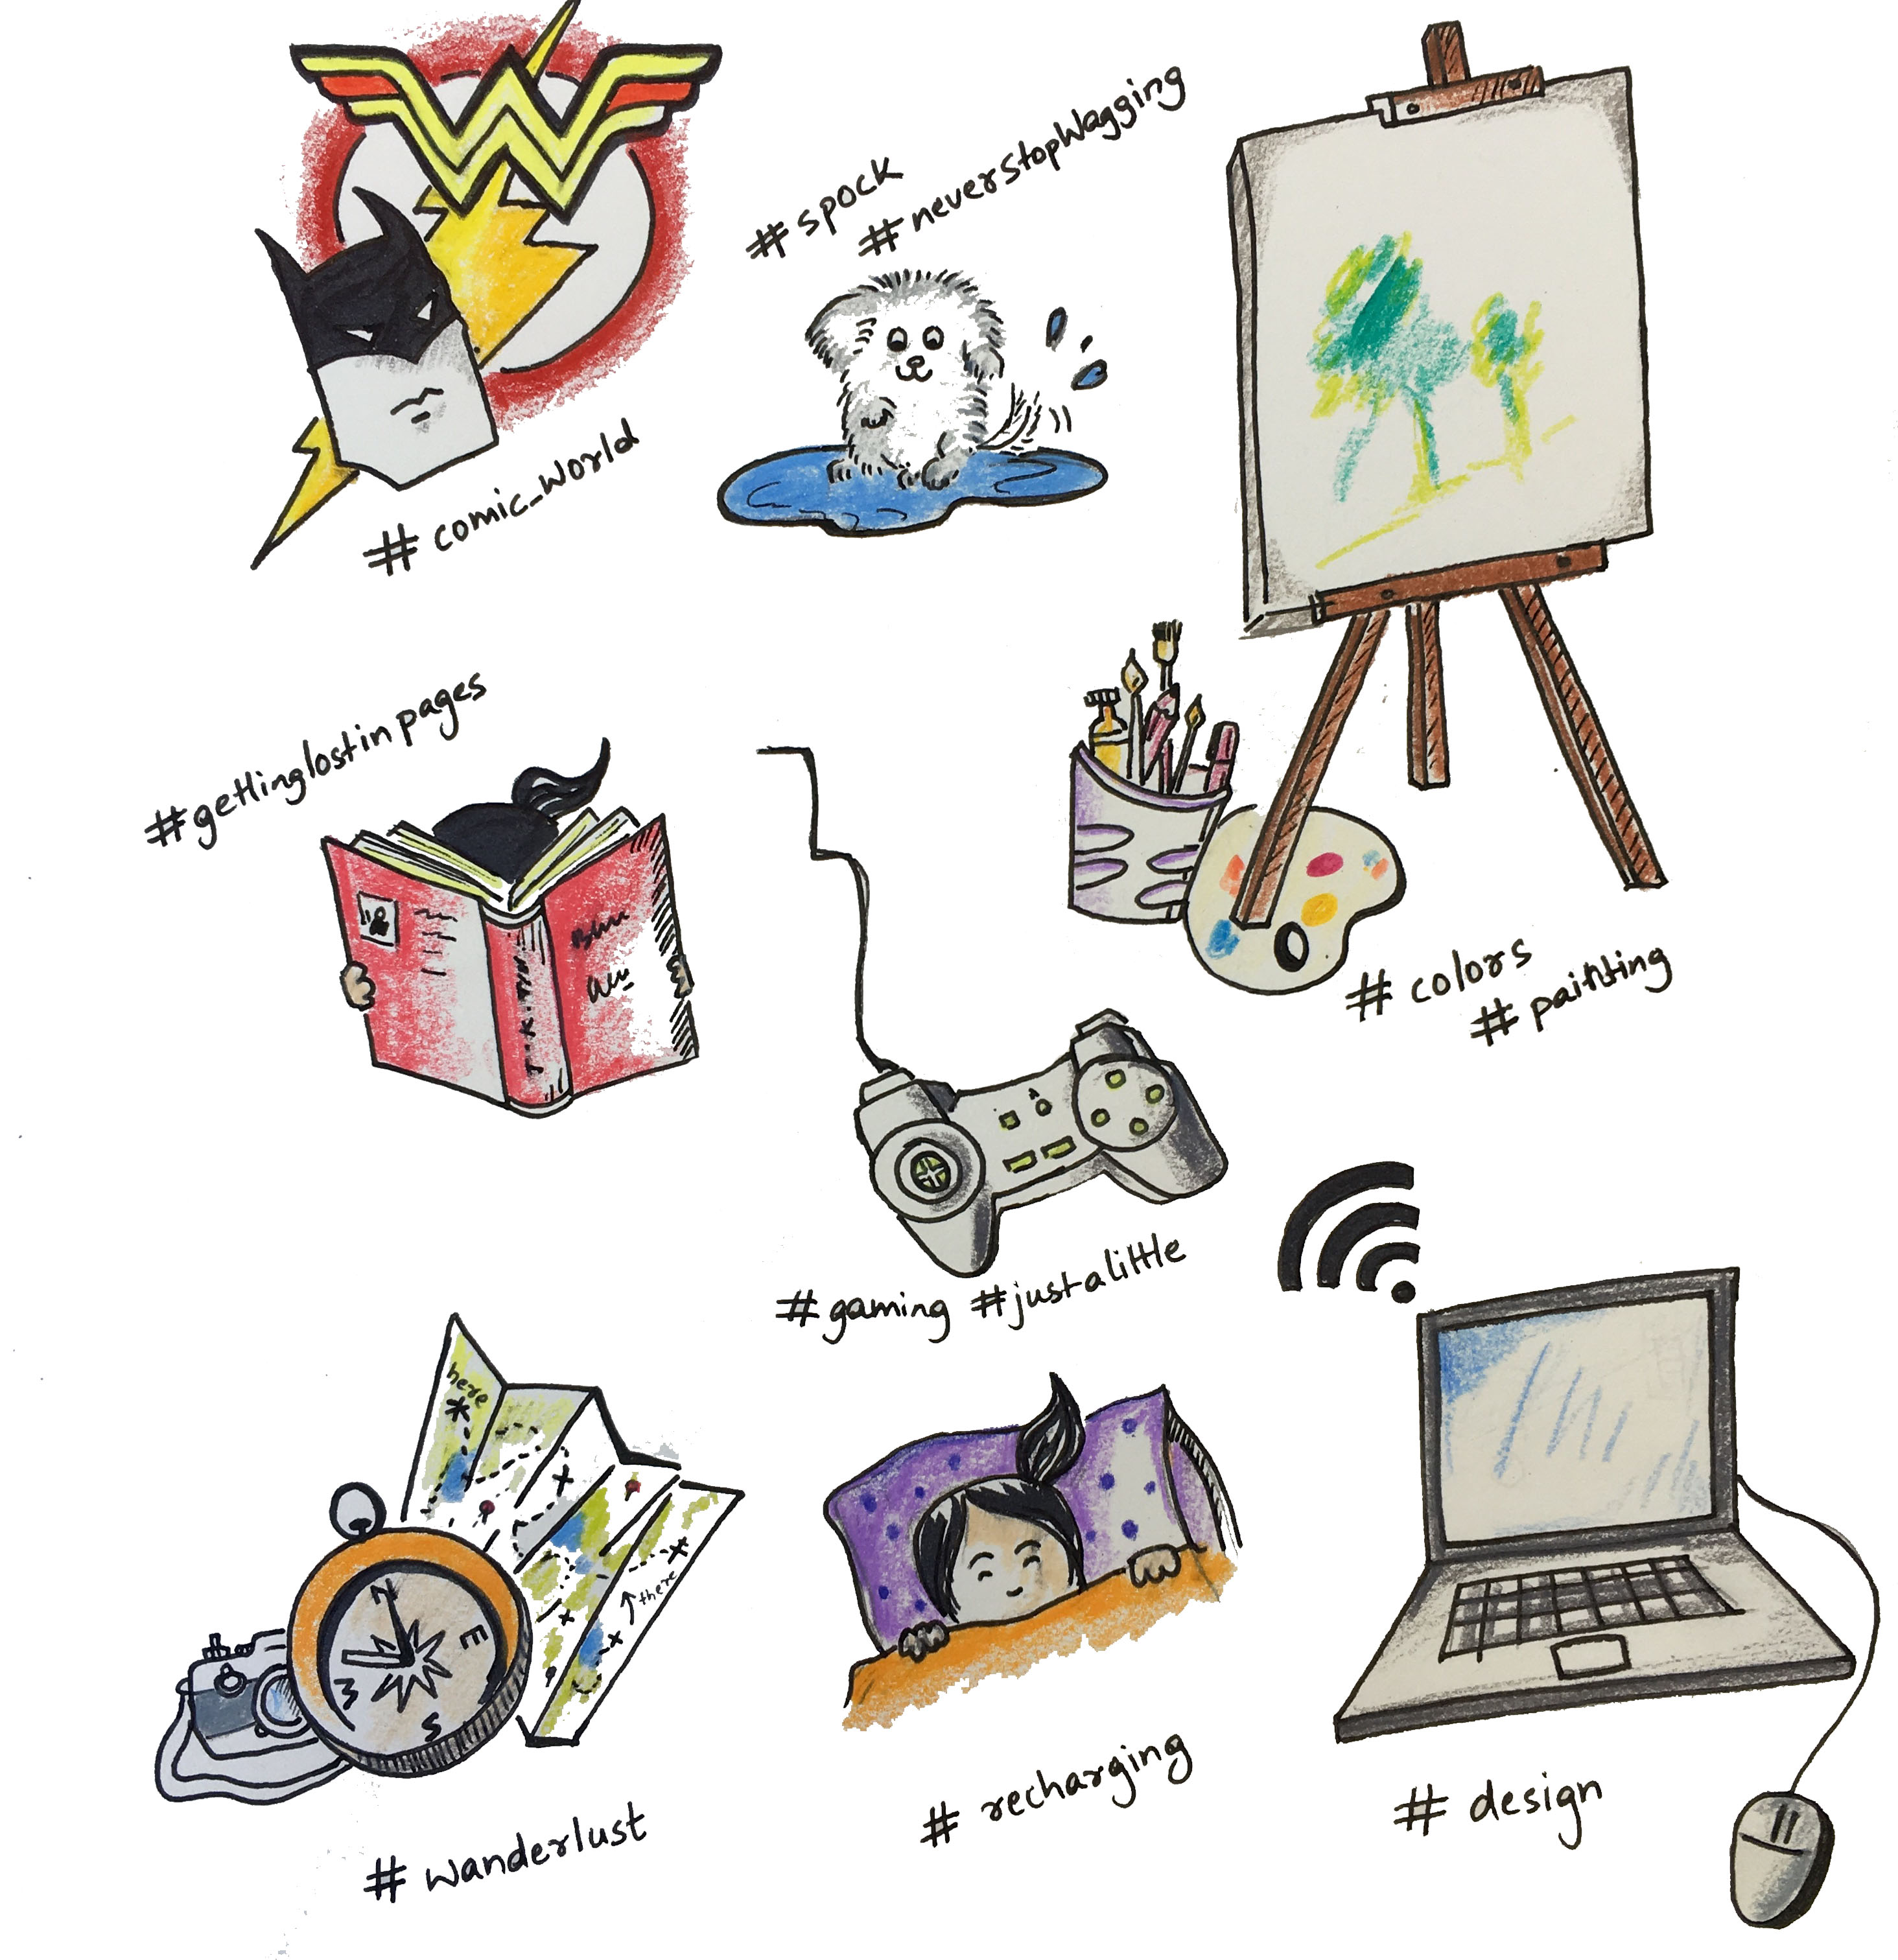 #spock
#neverstopWagging
# comic_World
#gettinglostinpages
# colors
# painting
#gaming #justalittle
here
there
N
E
S
W
# wanderlust
# recharging
# design